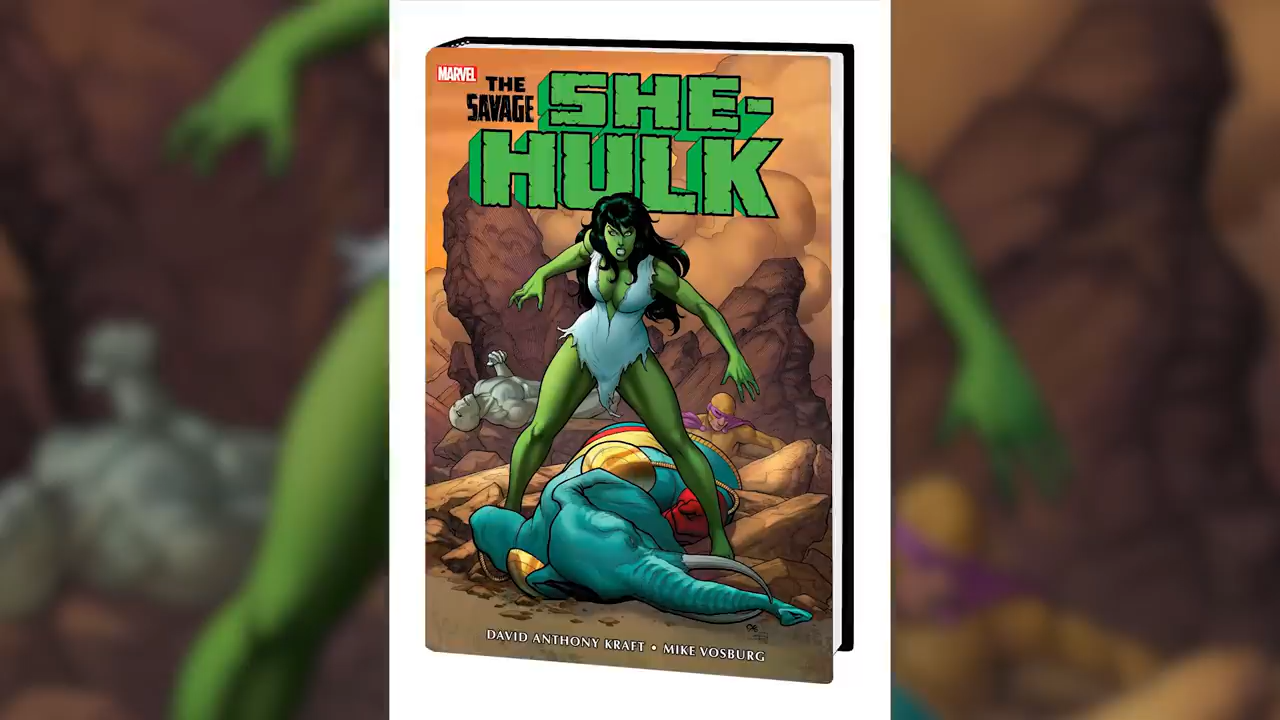 MARVEL
THE
SAVAGE
SHE-
HULK
DAVID ANTHONY KRAFT • MIKE VOSBURG